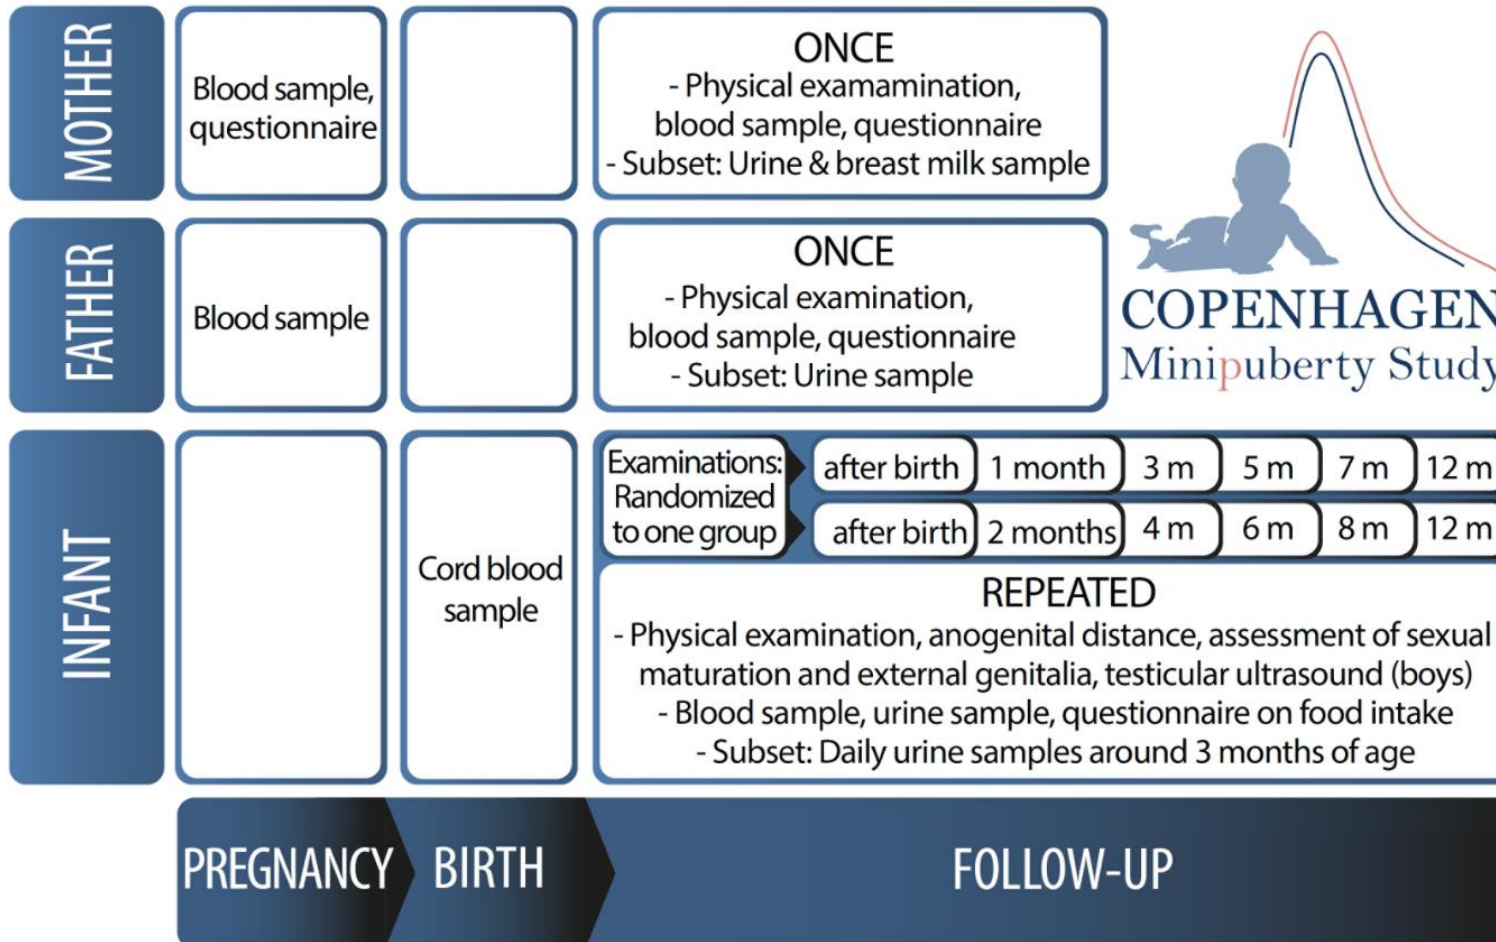 MOTHER
Blood sample,
questionnaire
ONCE
- Physical examamination,
blood sample, questionnaire
- Subset: Urine & breast milk sample
COPENHAGEN
Minipuberty Study
FATHER
Blood sample
ONCE
- Physical examination,
blood sample, questionnaire
- Subset: Urine sample
INFANT
Cord blood
sample
Examinations:
Randomized
to one group
after birth 1 month 3 m 5 m 7 m 12 m
after birth 2 months 4 m 6 m 8 m 12 m
REPEATED
- Physical examination, anogenital distance, assessment of sexual
maturation and external genitalia, testicular ultrasound (boys)
- Blood sample, urine sample, questionnaire on food intake
- Subset: Daily urine samples around 3 months of age
PREGNANCY BIRTH FOLLOW-UP